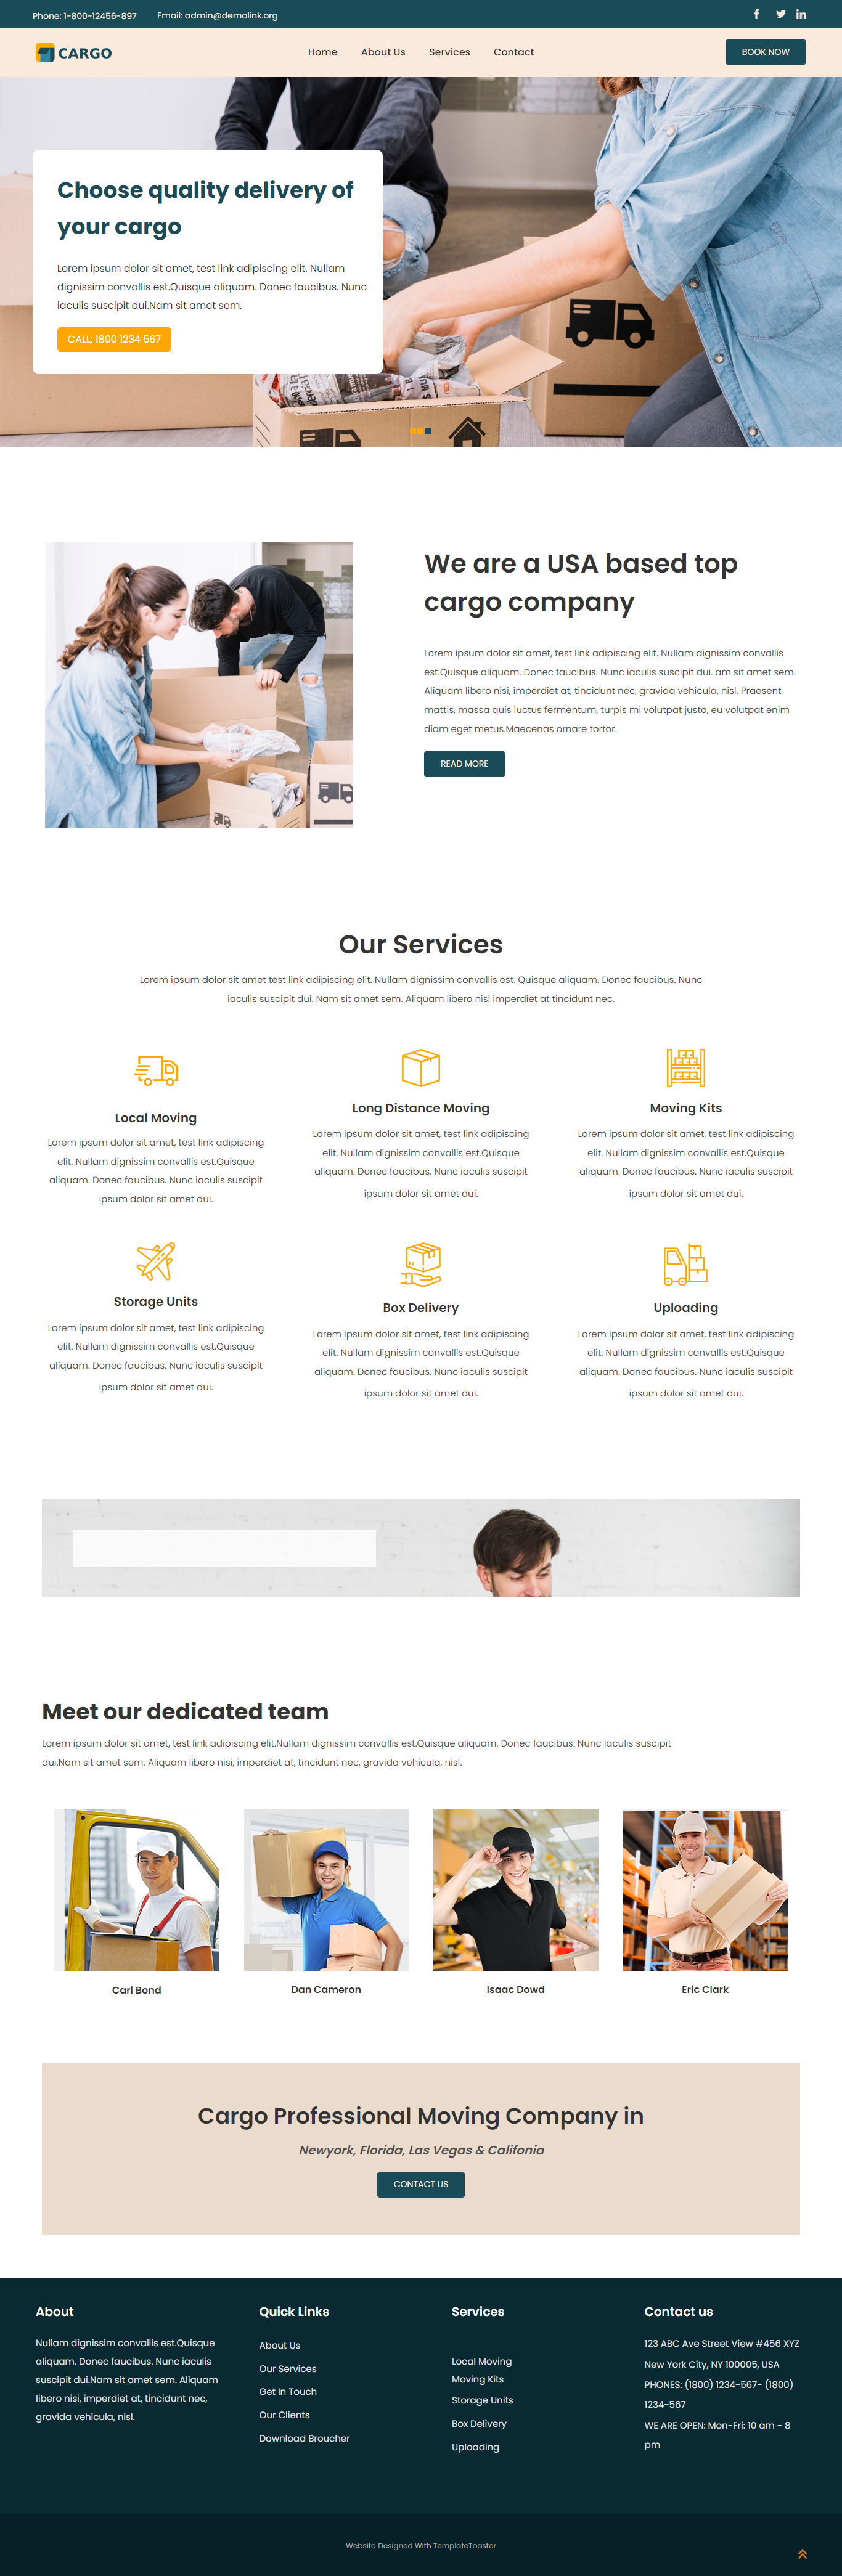 Phone: 1-800-12456-897 Email: admin@demolink.org
CARGO
Home About Us Services Contact
BOOK NOW
Choose quality delivery of
your cargo
Lorem ipsum dolor sit amet, test link adipiscing elit. Nullam
dignissim convallis est.Quisque aliquam. Donec faucibus. Nunc
iaculis suscipit dui.Nam sit amet sem.
CALL: 1800 1234 567
We are a USA based top
cargo company
Lorem ipsum dolor sit amet, test link adipiscing elit. Nullam dignissim convallis
est.Quisque aliquam. Donec faucibus. Nunc iaculis suscipit dui. am sit amet sem.
Aliquam libero nisi, imperdiet at, tincidunt nec, gravida vehicula, nisl. Praesent
mattis, massa quis luctus fermentum, turpis mi volutpat justo, eu volutpat enim
diam eget metus.Maecenas ornare tortor.
READ MORE
Our Services
Lorem ipsum dolor sit amet test link adipiscing elit. Nullam dignissim convallis est. Quisque aliquam. Donec faucibus. Nunc
iaculis suscipit dui. Nam sit amet sem. Aliquam libero nisi imperdiet at tincidunt nec.
Local Moving
Lorem ipsum dolor sit amet, test link adipiscing
elit. Nullam dignissim convallis est.Quisque
aliquam. Donec faucibus. Nunc iaculis suscipit
ipsum dolor sit amet dui.
Long Distance Moving
Lorem ipsum dolor sit amet, test link adipiscing
elit. Nullam dignissim convallis est.Quisque
aliquam. Donec faucibus. Nunc iaculis suscipit
ipsum dolor sit amet dui.
Moving Kits
Lorem ipsum dolor sit amet, test link adipiscing
elit. Nullam dignissim convallis est.Quisque
aliquam. Donec faucibus. Nunc iaculis suscipit
ipsum dolor sit amet dui.
Storage Units
Lorem ipsum dolor sit amet, test link adipiscing
elit. Nullam dignissim convallis est.Quisque
aliquam. Donec faucibus. Nunc iaculis suscipit
ipsum dolor sit amet dui.
Box Delivery
Lorem ipsum dolor sit amet, test link adipiscing
elit. Nullam dignissim convallis est.Quisque
aliquam. Donec faucibus. Nunc iaculis suscipit
ipsum dolor sit amet dui.
Uploading
Lorem ipsum dolor sit amet, test link adipiscing
elit. Nullam dignissim convallis est.Quisque
aliquam. Donec faucibus. Nunc iaculis suscipit
ipsum dolor sit amet dui.
Meet our dedicated team
Lorem ipsum dolor sit amet, test link adipiscing elit.Nullam dignissim convallis est.Quisque aliquam. Donec faucibus. Nunc iaculis suscipit
dui.Nam sit amet sem. Aliquam libero nisi, imperdiet at, tincidunt nec, gravida vehicula, nisl.
Carl Bond
Dan Cameron
Isaac Dowd
Eric Clark
Cargo Professional Moving Company in
Newyork, Florida, Las Vegas & Califonia
CONTACT US
About
Nullam dignissim convallis est.Quisque
aliquam. Donec faucibus. Nunc iaculis
suscipit dui.Nam sit amet sem. Aliquam
libero nisi, imperdiet at, tincidunt nec,
gravida vehicula, nisl.
Quick Links
About Us
Our Services
Get In Touch
Our Clients
Download Broucher
Services
Local Moving
Moving Kits
Storage Units
Box Delivery
Uploading
Contact us
123 ABC Ave Street View #456 XYZ
New York City, NY 100005, USA
PHONES: (1800) 1234-567- (1800)
1234-567
WE ARE OPEN: Mon-Fri: 10 am - 8
pm
Website Designed With TemplateToaster